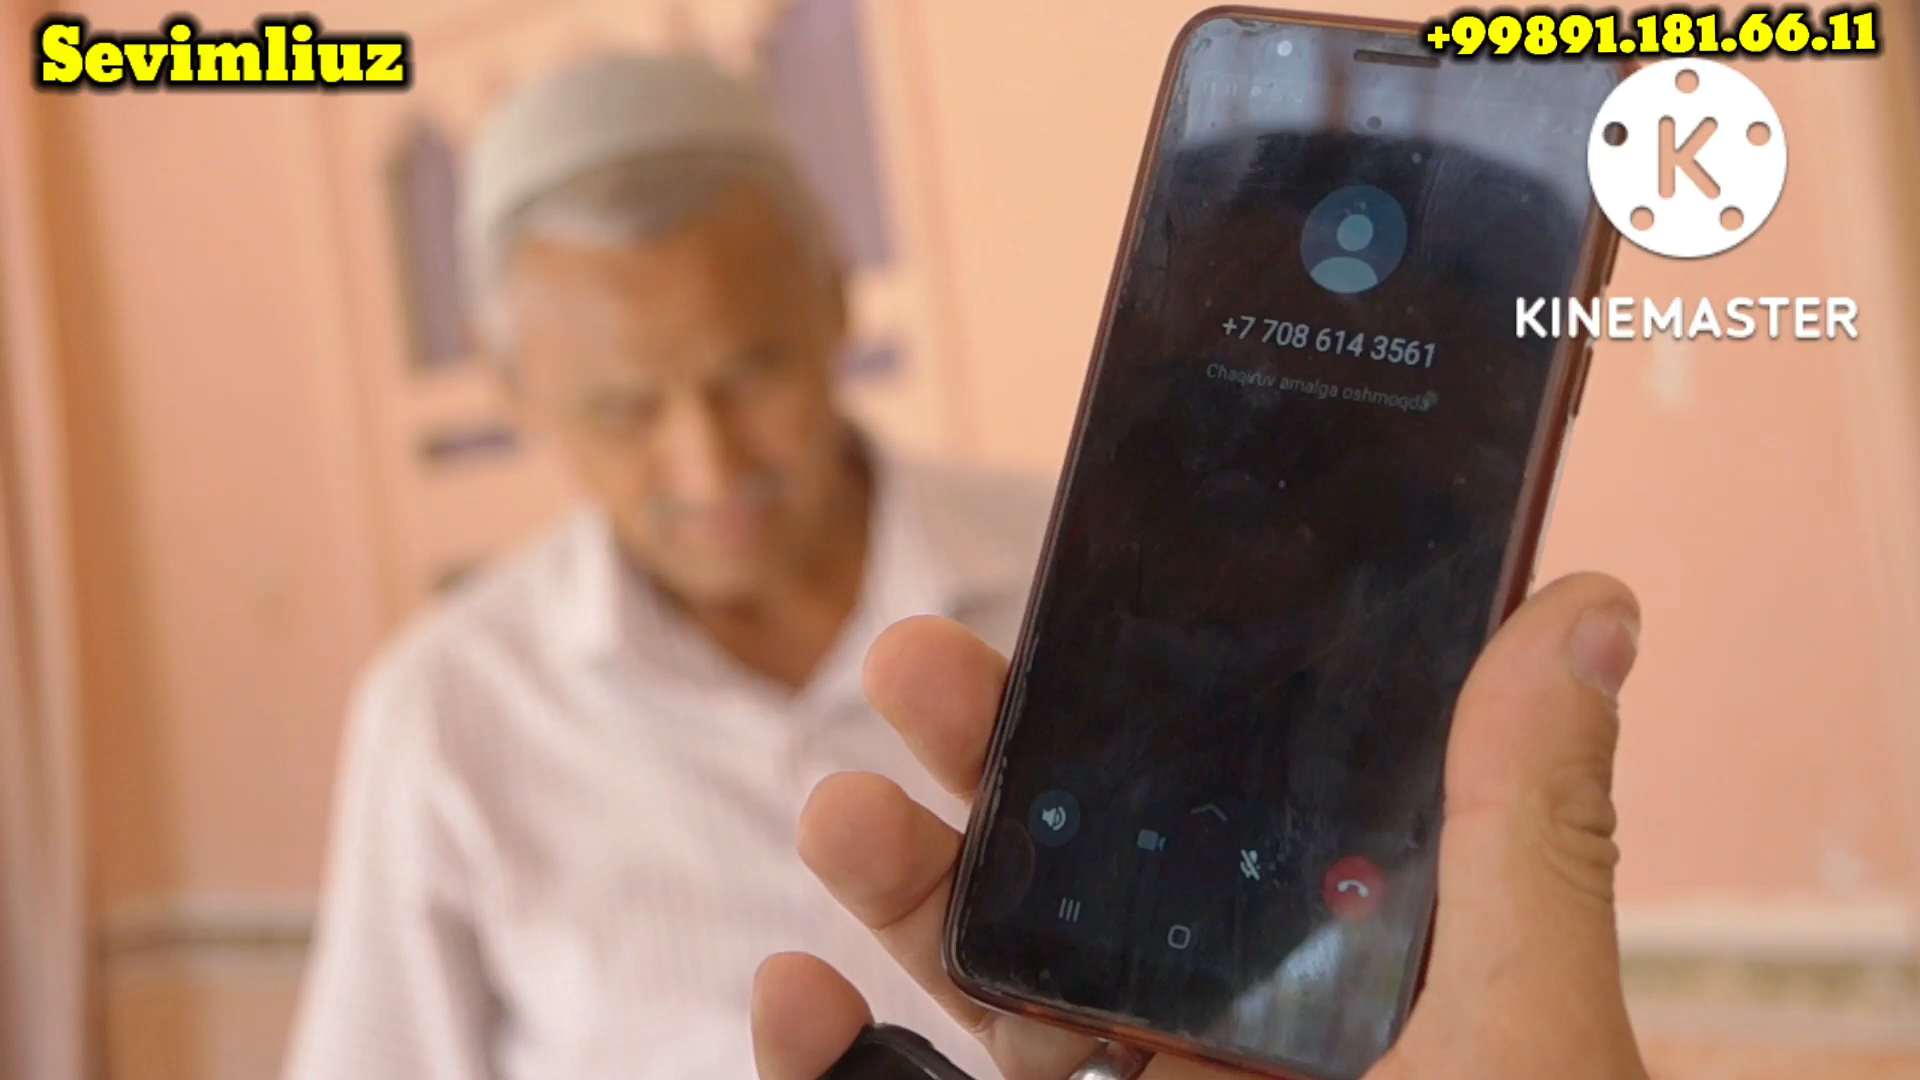 Sevimliuz
+99891.181.66.11
K
KINEMASTER
+7 708 614 3561
Chaqiruv amalga oshmoqda